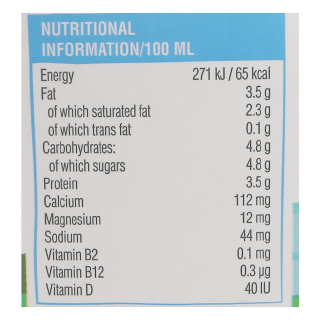 NUTRITIONAL
INFORMATION/100 ML
Energy 271 kJ / 65 kcal
Fat 3.5 g
of which saturated fat 2.3 g
of which trans fat 0.1 g
Carbohydrates: 4.8 g
of which sugars 4.8 g
Protein 3.5 g
Calcium 112 mg
Magnesium 12 mg
Sodium 44 mg
Vitamin B2 0.1 mg
Vitamin B12 0.3 µg
Vitamin D 40 IU